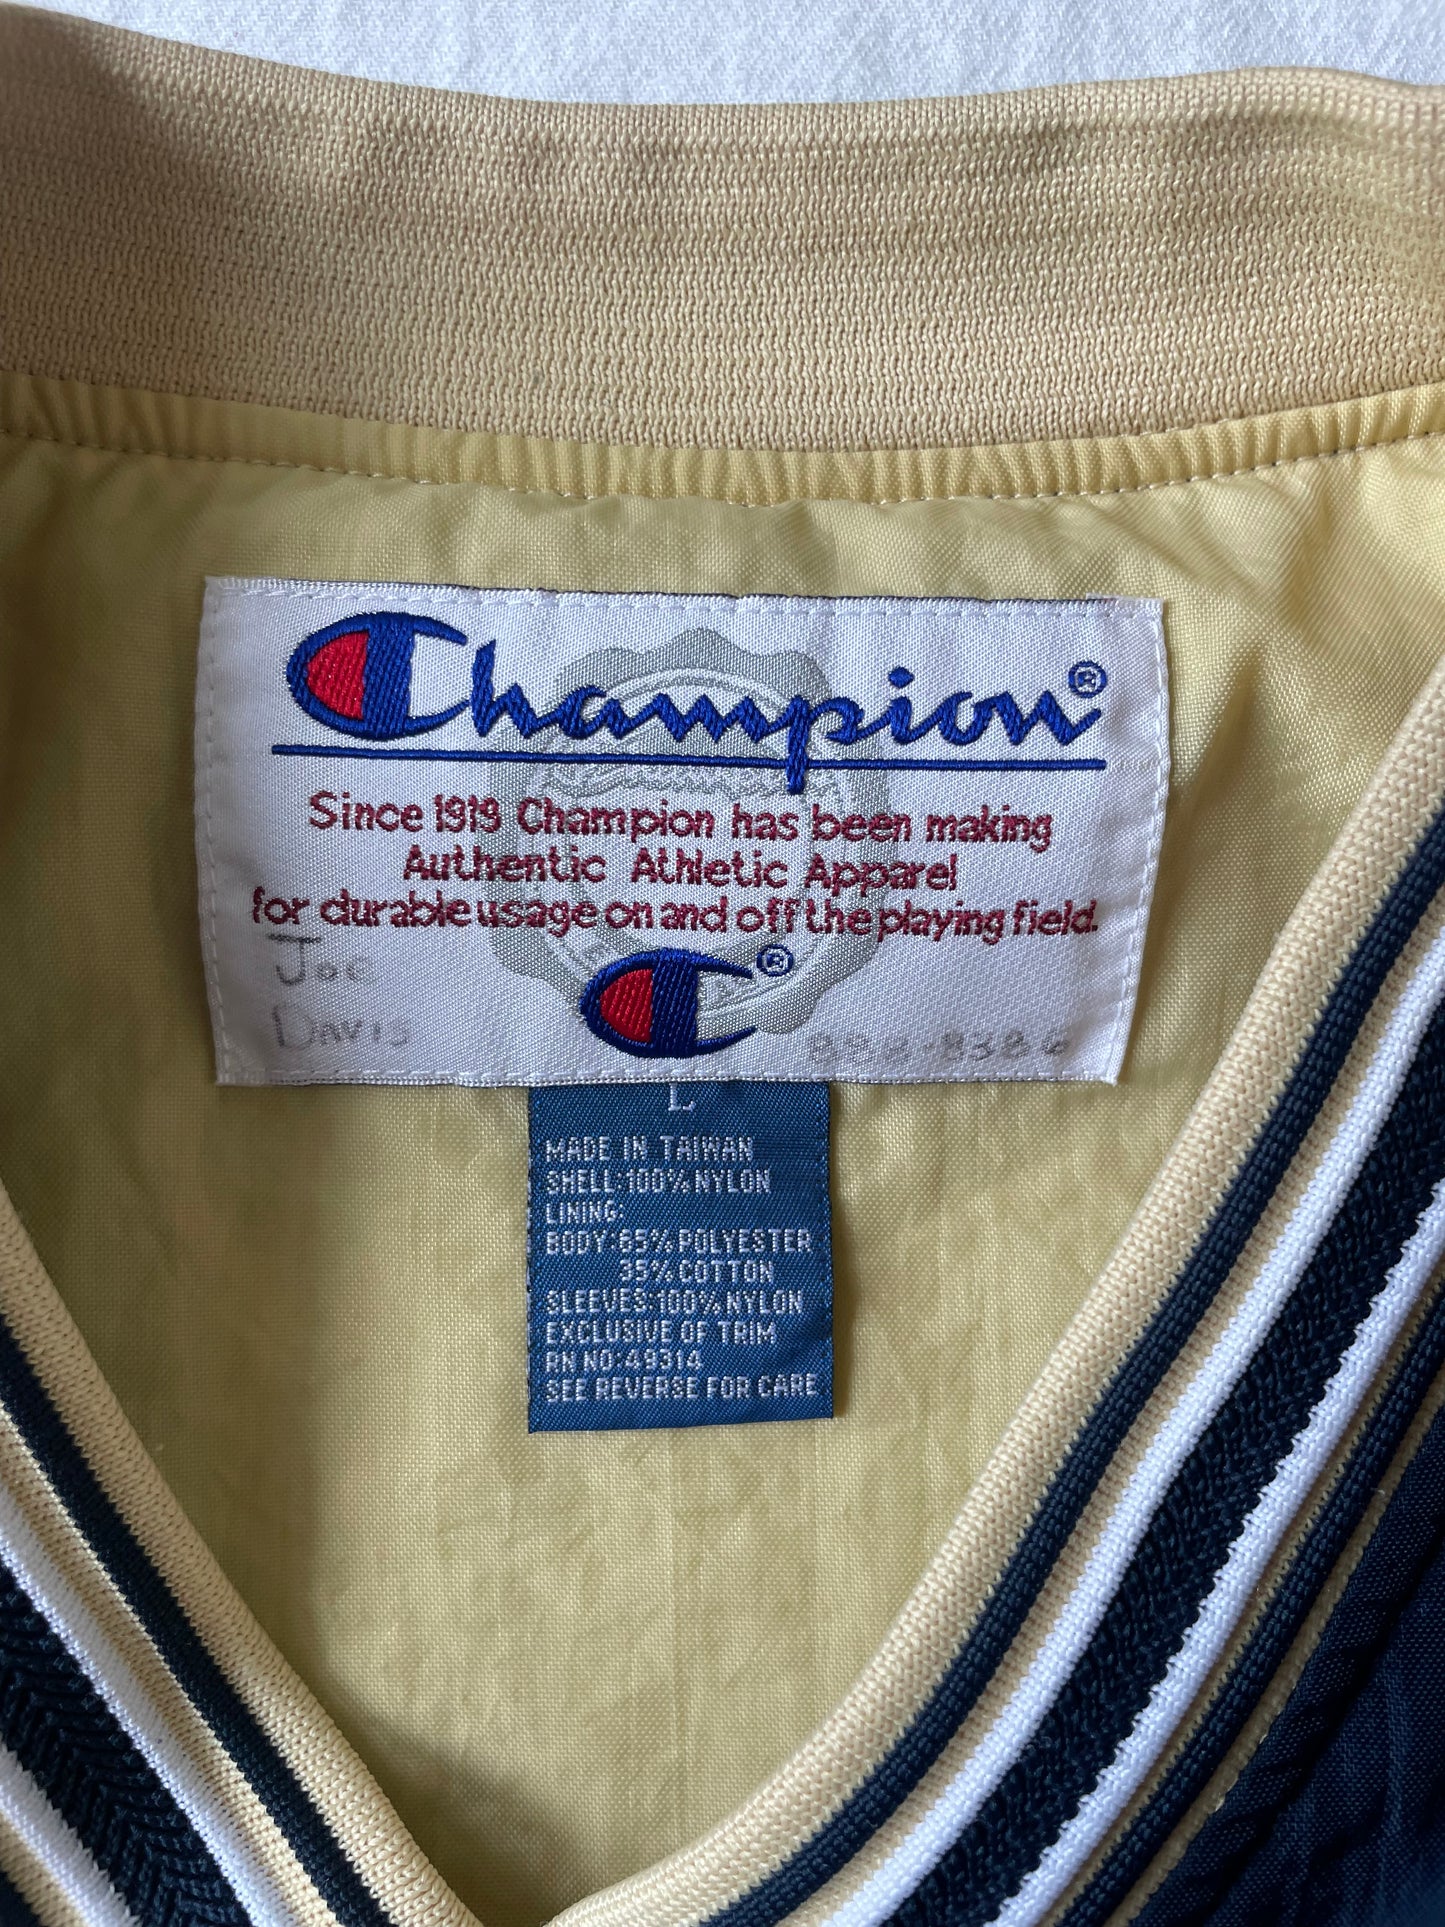 Champion®
Since 1919 Champion has been making
Authentic Athletic Apparel
for durable usage on and off the playing field.
Joe
Davis
®
L
MADE IN TAIWAN
SHELL:100% NYLON
LINING:
BODY:65% POLYESTER
35% COTTON
SLEEVES:100% NYLON
EXCLUSIVE OF TRIM
RN NO:49314
SEE REVERSE FOR CARE